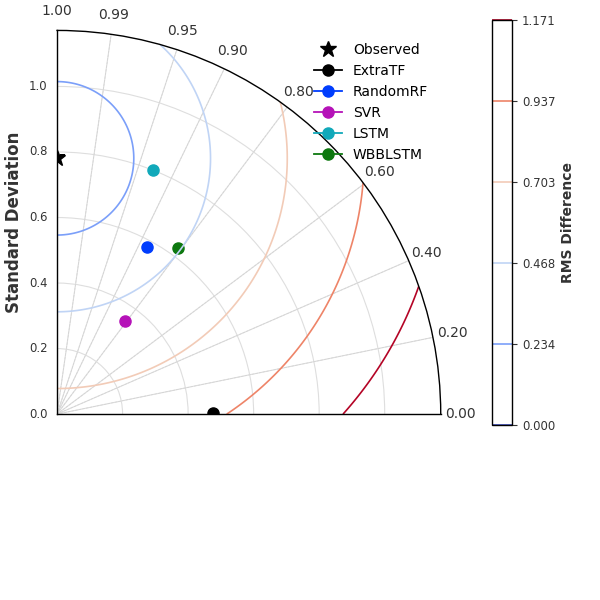 1.00
0.99
0.95
0.90
0.80
0.60
0.40
0.20
0.00
Standard Deviation
1.0
0.8
0.6
0.4
0.2
0.0
Observed
ExtraTF
RandomRF
SVR
LSTM
WBBLSTM
1.171
0.937
0.703
0.468
0.234
0.000
RMS Difference